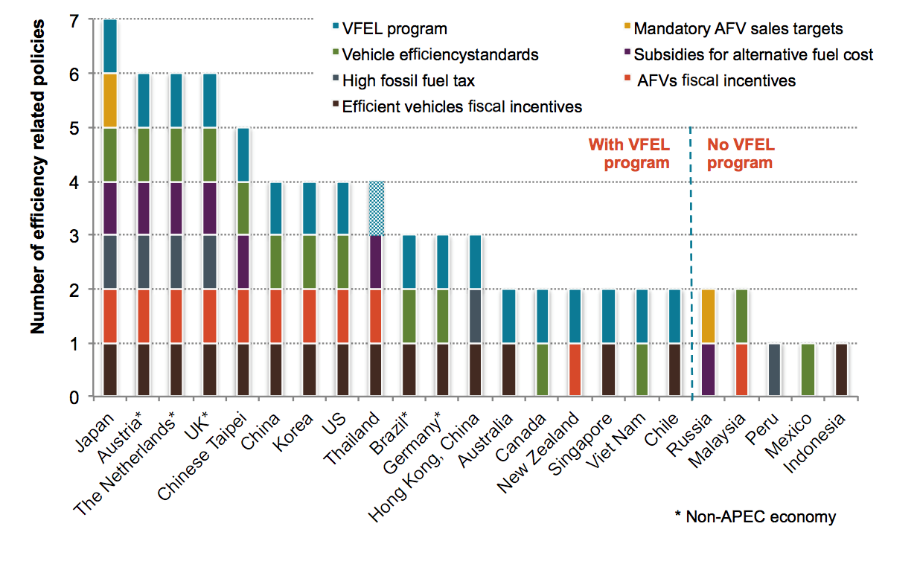 Number of efficiency related policies
7
6
5
4
3
2
1
0
VFEL program
Vehicle efficiencystandards
High fossil fuel tax
Efficient vehicles fiscal incentives
Mandatory AFV sales targets
Subsidies for alternative fuel cost
AFVs fiscal incentives
With VFEL
program
No VFEL
program
Japan
Austria*
The Netherlands*
UK*
Chinese Taipei
China
Korea
US
Thailand
Brazil*
Germany*
Hong Kong, China
Australia
Canada
New Zealand
Singapore
Viet Nam
Chile
Russia
Malaysia
Peru
Mexico
Indonesia
* Non-APEC economy